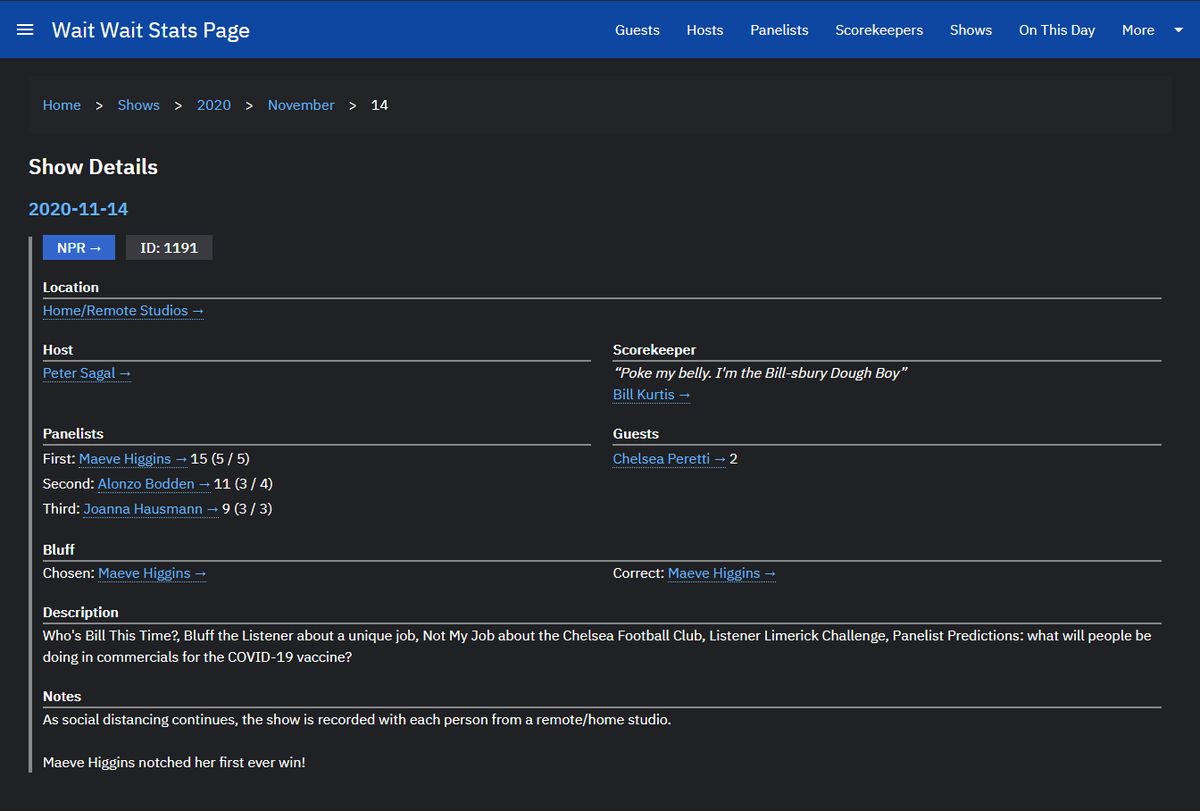 Wait Wait Stats Page
Guests Hosts Panelists Scorekeepers Shows On This Day More
Home > Shows > 2020 > November > 14
Show Details
2020-11-14
NPR → ID: 1191
Location
Home/Remote Studios →
Host
Peter Sagal →
Scorekeeper
“Poke my belly. I'm the Bill-sbury Dough Boy”
Bill Kurtis →
Panelists
First: Maeve Higgins → 15 (5 / 5)
Second: Alonzo Bodden → 11 (3 / 4)
Third: Joanna Hausmann → 9 (3 / 3)
Guests
Chelsea Peretti → 2
Bluff
Chosen: Maeve Higgins →
Correct: Maeve Higgins →
Description
Who's Bill This Time?, Bluff the Listener about a unique job, Not My Job about the Chelsea Football Club, Listener Limerick Challenge, Panelist Predictions: what will people be
doing in commercials for the COVID-19 vaccine?
Notes
As social distancing continues, the show is recorded with each person from a remote/home studio.
Maeve Higgins notched her first ever win!